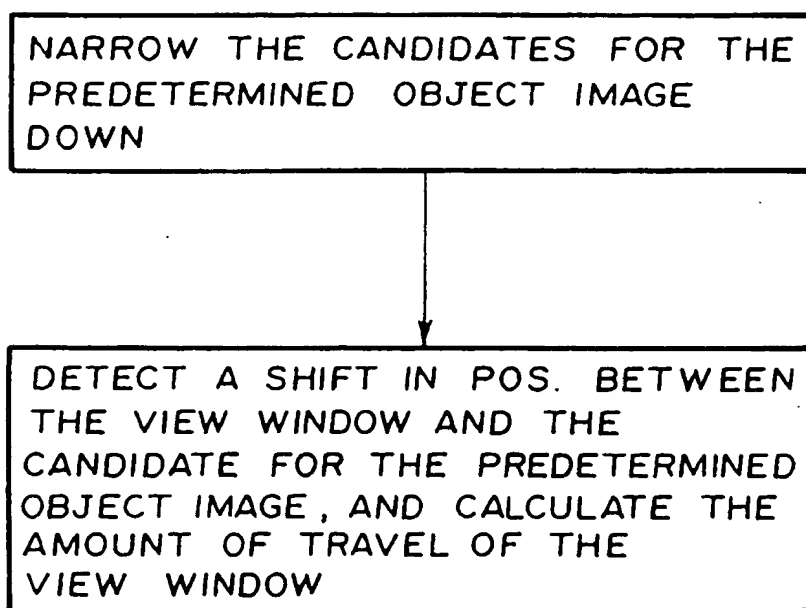 NARROW THE CANDIDATES FOR THE
PREDETERMINED OBJECT IMAGE
DOWN
DETECT A SHIFT IN POS. BETWEEN
THE VIEW WINDOW AND THE
CANDIDATE FOR THE PREDETERMINED
OBJECT IMAGE, AND CALCULATE THE
AMOUNT OF TRAVEL OF THE
VIEW WINDOW